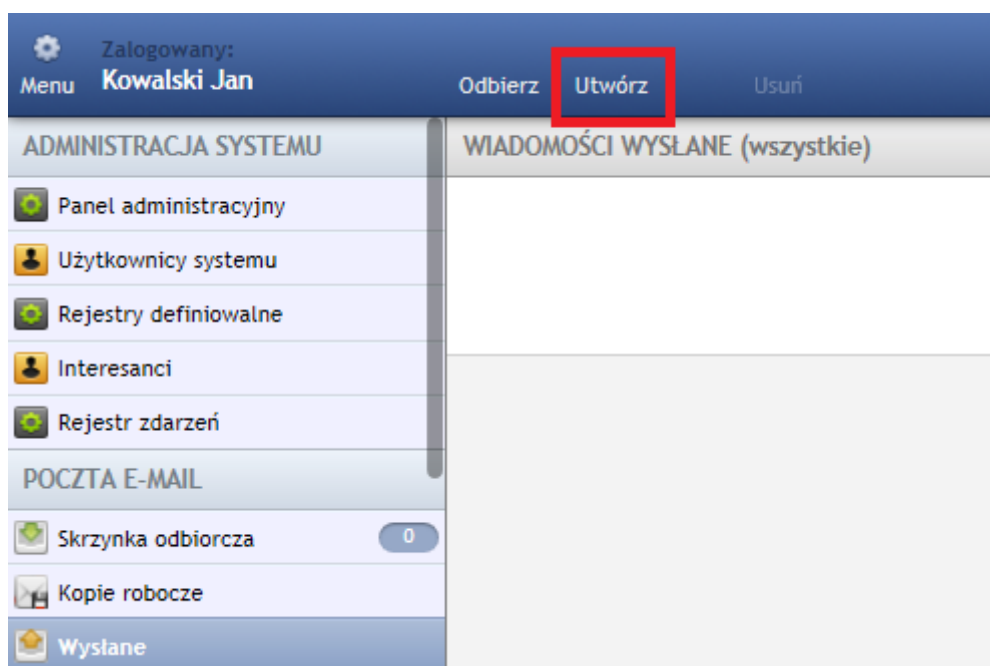 Zalogowany:
Menu Kowalski Jan Odbierz Utwórz Usuń
ADMINISTRACJA SYSTEMU
WIADOMOŚCI WYSŁANE (wszystkie)
Panel administracyjny
Użytkownicy systemu
Rejestry definiowalne
Interesanci
Rejestr zdarzeń
POCZTA E-MAIL
Skrzynka odbiorcza 0
Kopie robocze
Wysłane